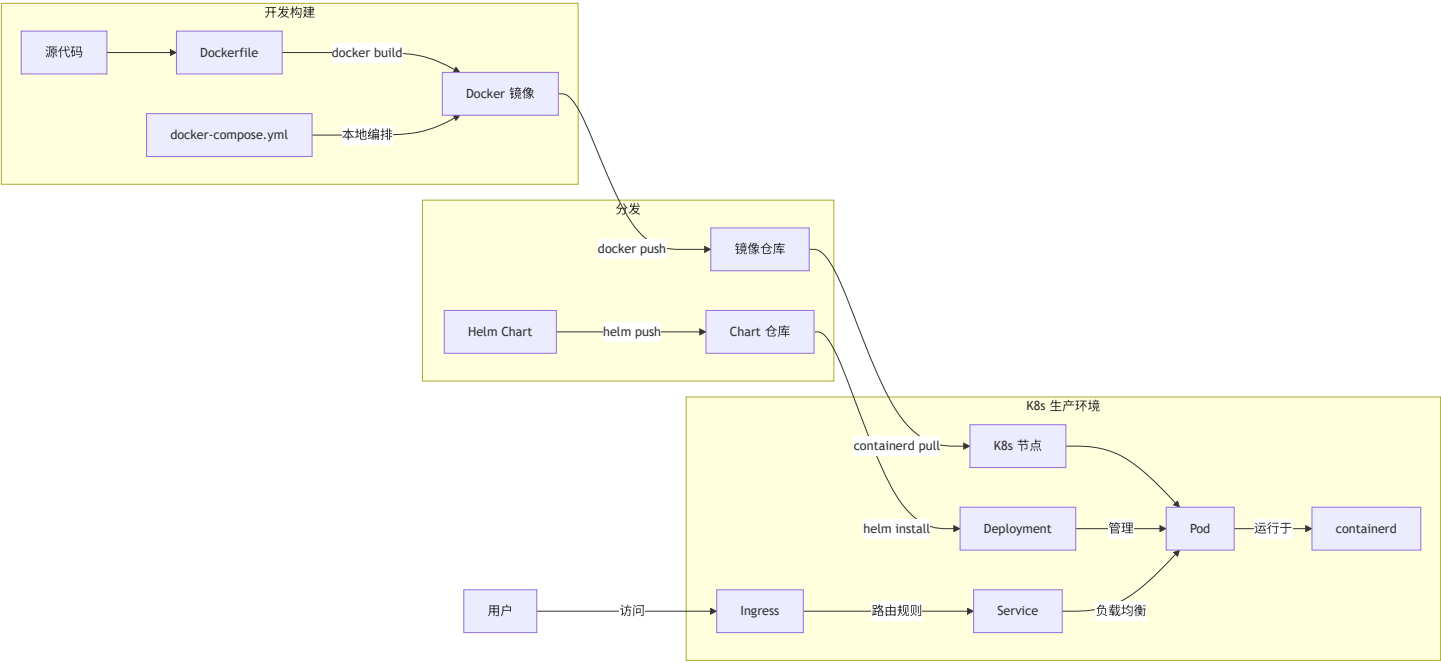 开发构建
源代码
Dockerfile
docker build
Docker 镜像
docker-compose.yml
本地编排
分发
docker push
镜像仓库
Helm Chart
helm push
Chart 仓库
K8s 生产环境
containerd pull
K8s 节点
helm install
Deployment
管理
Pod
运行于
containerd
用户
访问
Ingress
路由规则
Service
负载均衡